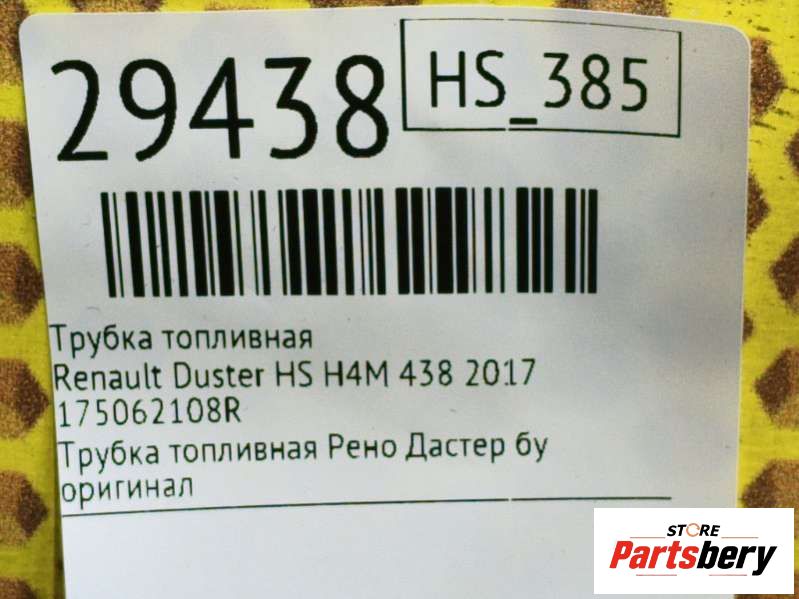 29438
HS_385
Трубка топливная
Renault Duster HS H4M 438 2017
175062108R
Трубка топливная Рено Дастер бу
оригинал
STORE
Partsbery